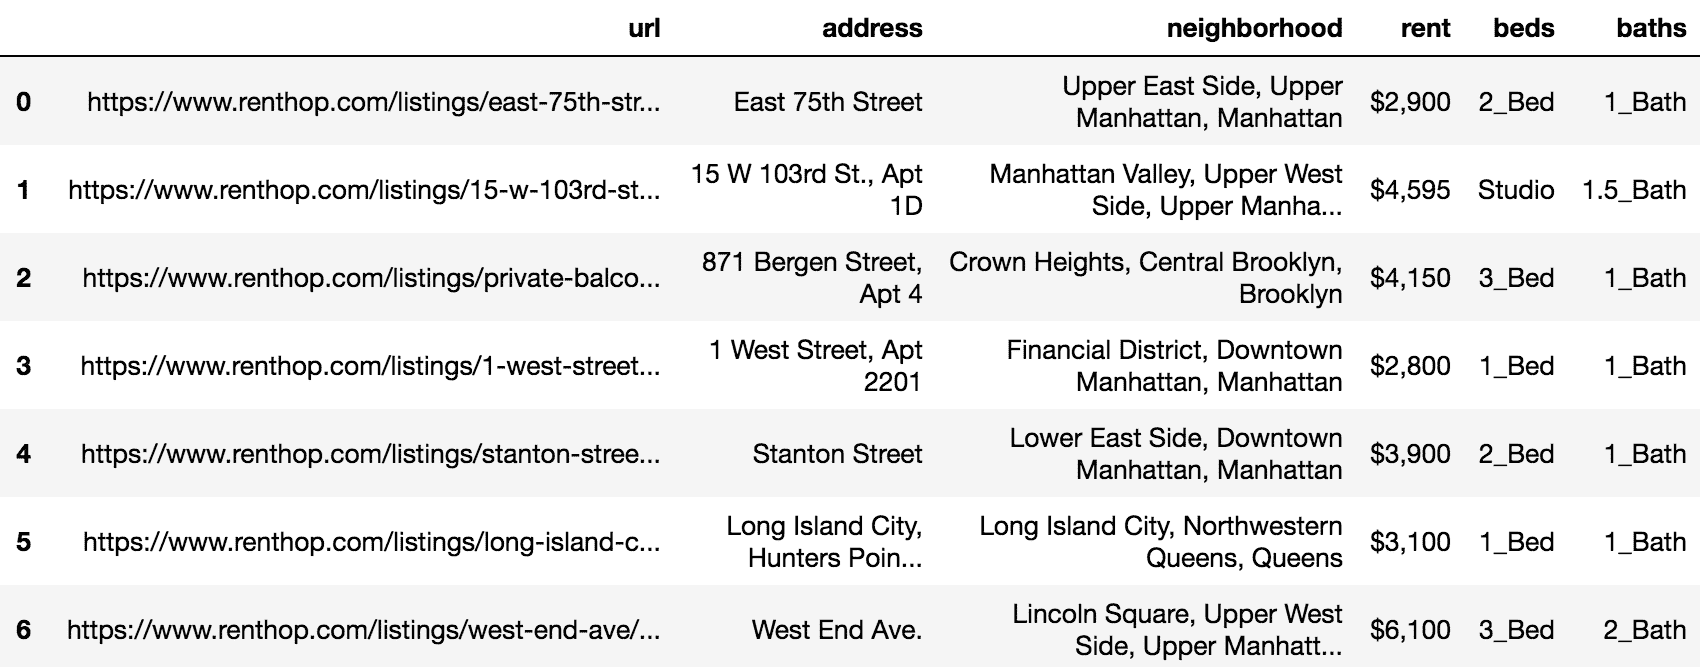 url address neighborhood rent beds baths
0 https://www.renthop.com/listings/east-75th-str... East 75th Street Upper East Side, Upper Manhattan, Manhattan $2,900 2_Bed 1_Bath
1 https://www.renthop.com/listings/15-w-103rd-st... 15 W 103rd St., Apt 1D Manhattan Valley, Upper West Side, Upper Manha... $4,595 Studio 1.5_Bath
2 https://www.renthop.com/listings/private-balco... 871 Bergen Street, Apt 4 Crown Heights, Central Brooklyn, Brooklyn $4,150 3_Bed 1_Bath
3 https://www.renthop.com/listings/1-west-street... 1 West Street, Apt 2201 Financial District, Downtown Manhattan, Manhattan $2,800 1_Bed 1_Bath
4 https://www.renthop.com/listings/stanton-stree... Stanton Street Lower East Side, Downtown Manhattan, Manhattan $3,900 2_Bed 1_Bath
5 https://www.renthop.com/listings/long-island-c... Long Island City, Hunters Poin... Long Island City, Northwestern Queens, Queens $3,100 1_Bed 1_Bath
6 https://www.renthop.com/listings/west-end-ave/... West End Ave. Lincoln Square, Upper West Side, Upper Manhatt... $6,100 3_Bed 2_Bath